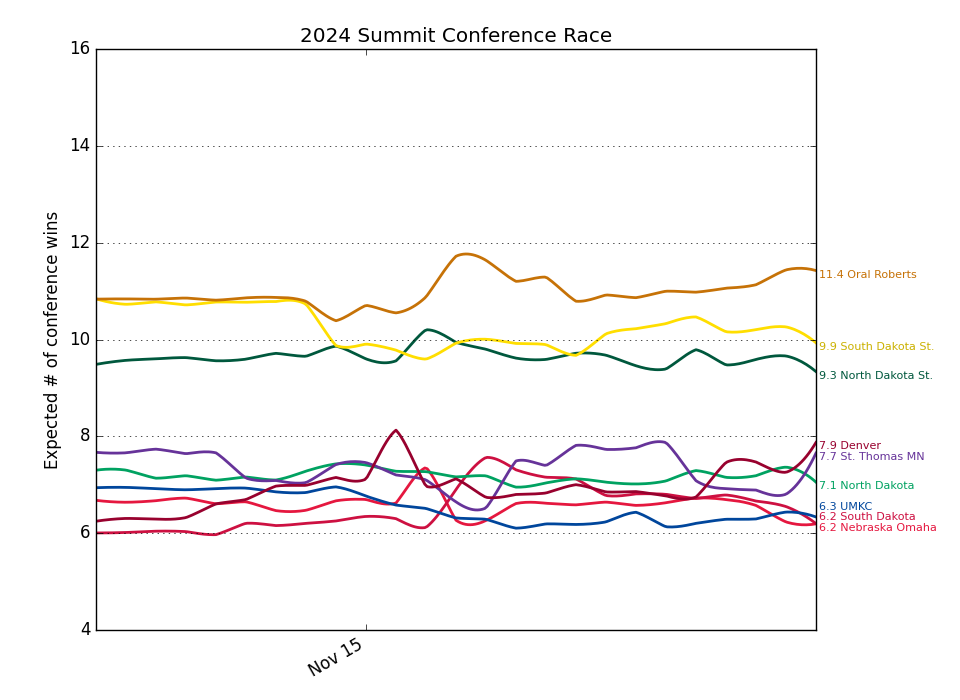 2024 Summit Conference Race
16
14
12
10
8
6
4
Expected # of conference wins
Nov 15
11.4 Oral Roberts
9.9 South Dakota St.
9.3 North Dakota St.
7.9 Denver
7.7 St. Thomas MN
7.1 North Dakota
6.3 UMKC
6.2 South Dakota
6.2 Nebraska Omaha